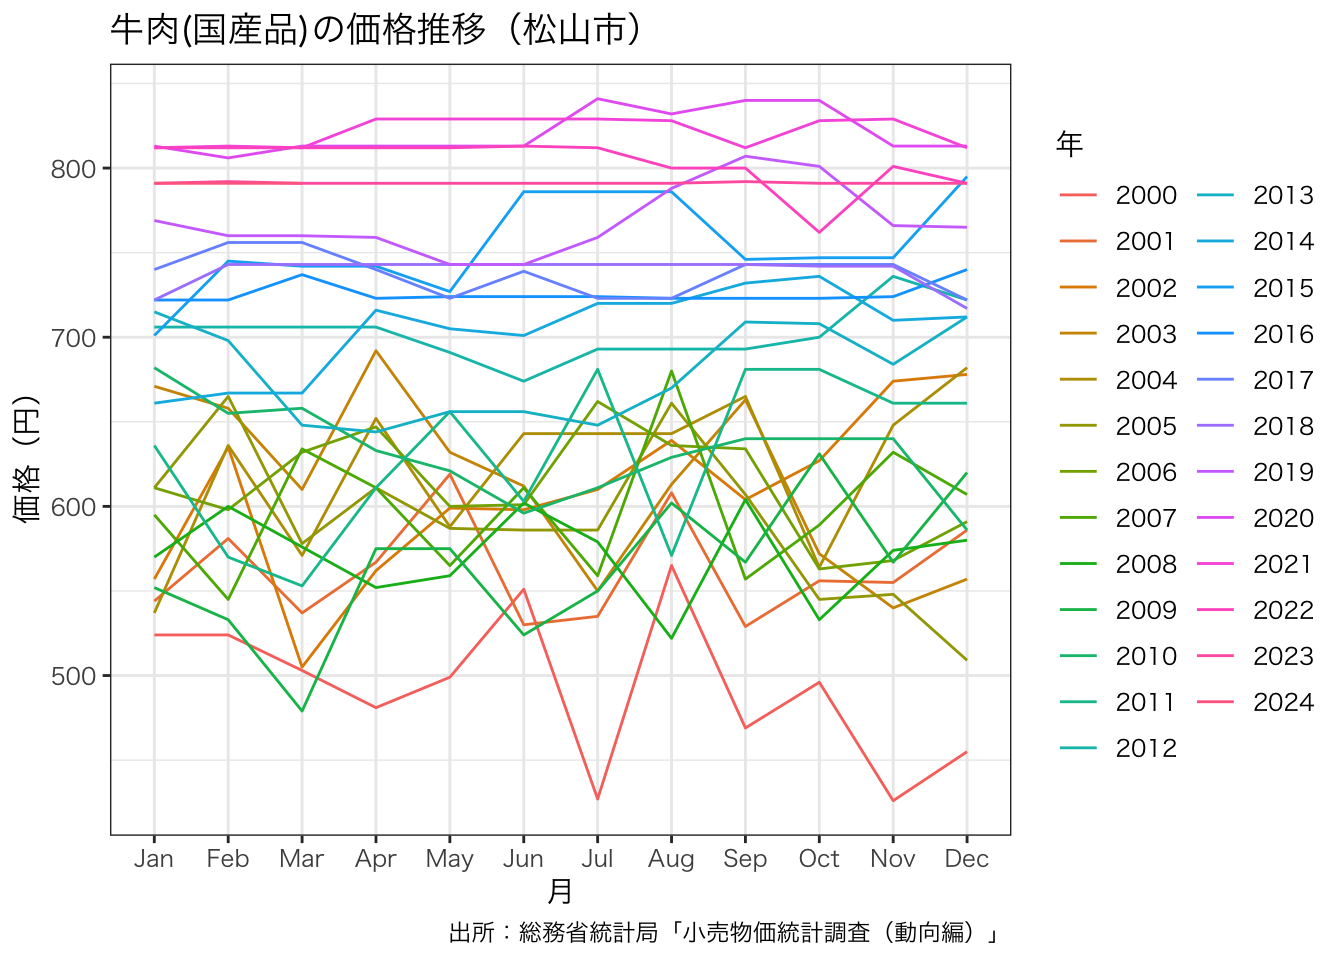 牛肉(国産品)の価格推移（松山市）
価格（円）
800
700
600
500
Jan Feb Mar Apr May Jun Jul Aug Sep Oct Nov Dec
月
年
2000 2013
2001 2014
2002 2015
2003 2016
2004 2017
2005 2018
2006 2019
2007 2020
2008 2021
2009 2022
2010 2023
2011 2024
2012
出所：総務省統計局「小売物価統計調査（動向編）」